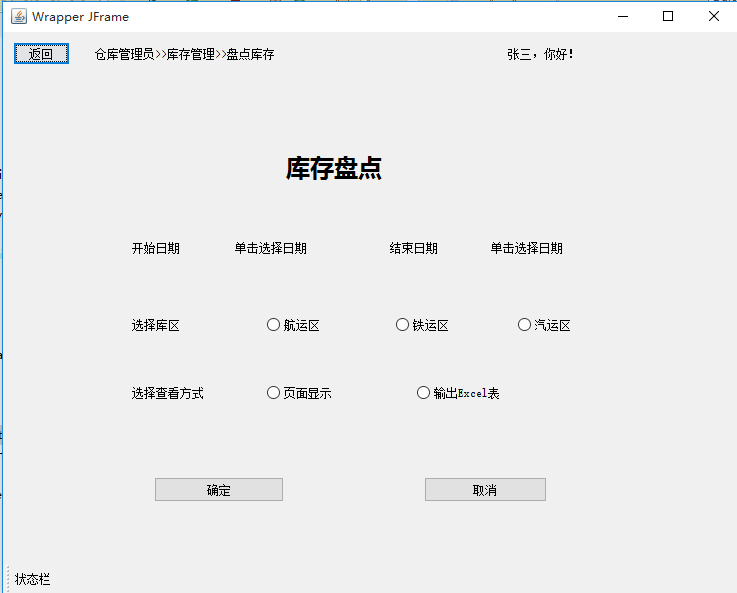 Wrapper JFrame
返回 仓库管理员>>库存管理>>盘点库存 张三，你好！
库存盘点
开始日期 单击选择日期 结束日期 单击选择日期
选择库区 航运区 铁运区 汽运区
选择查看方式 页面显示 输出Excel表
确定 取消
状态栏